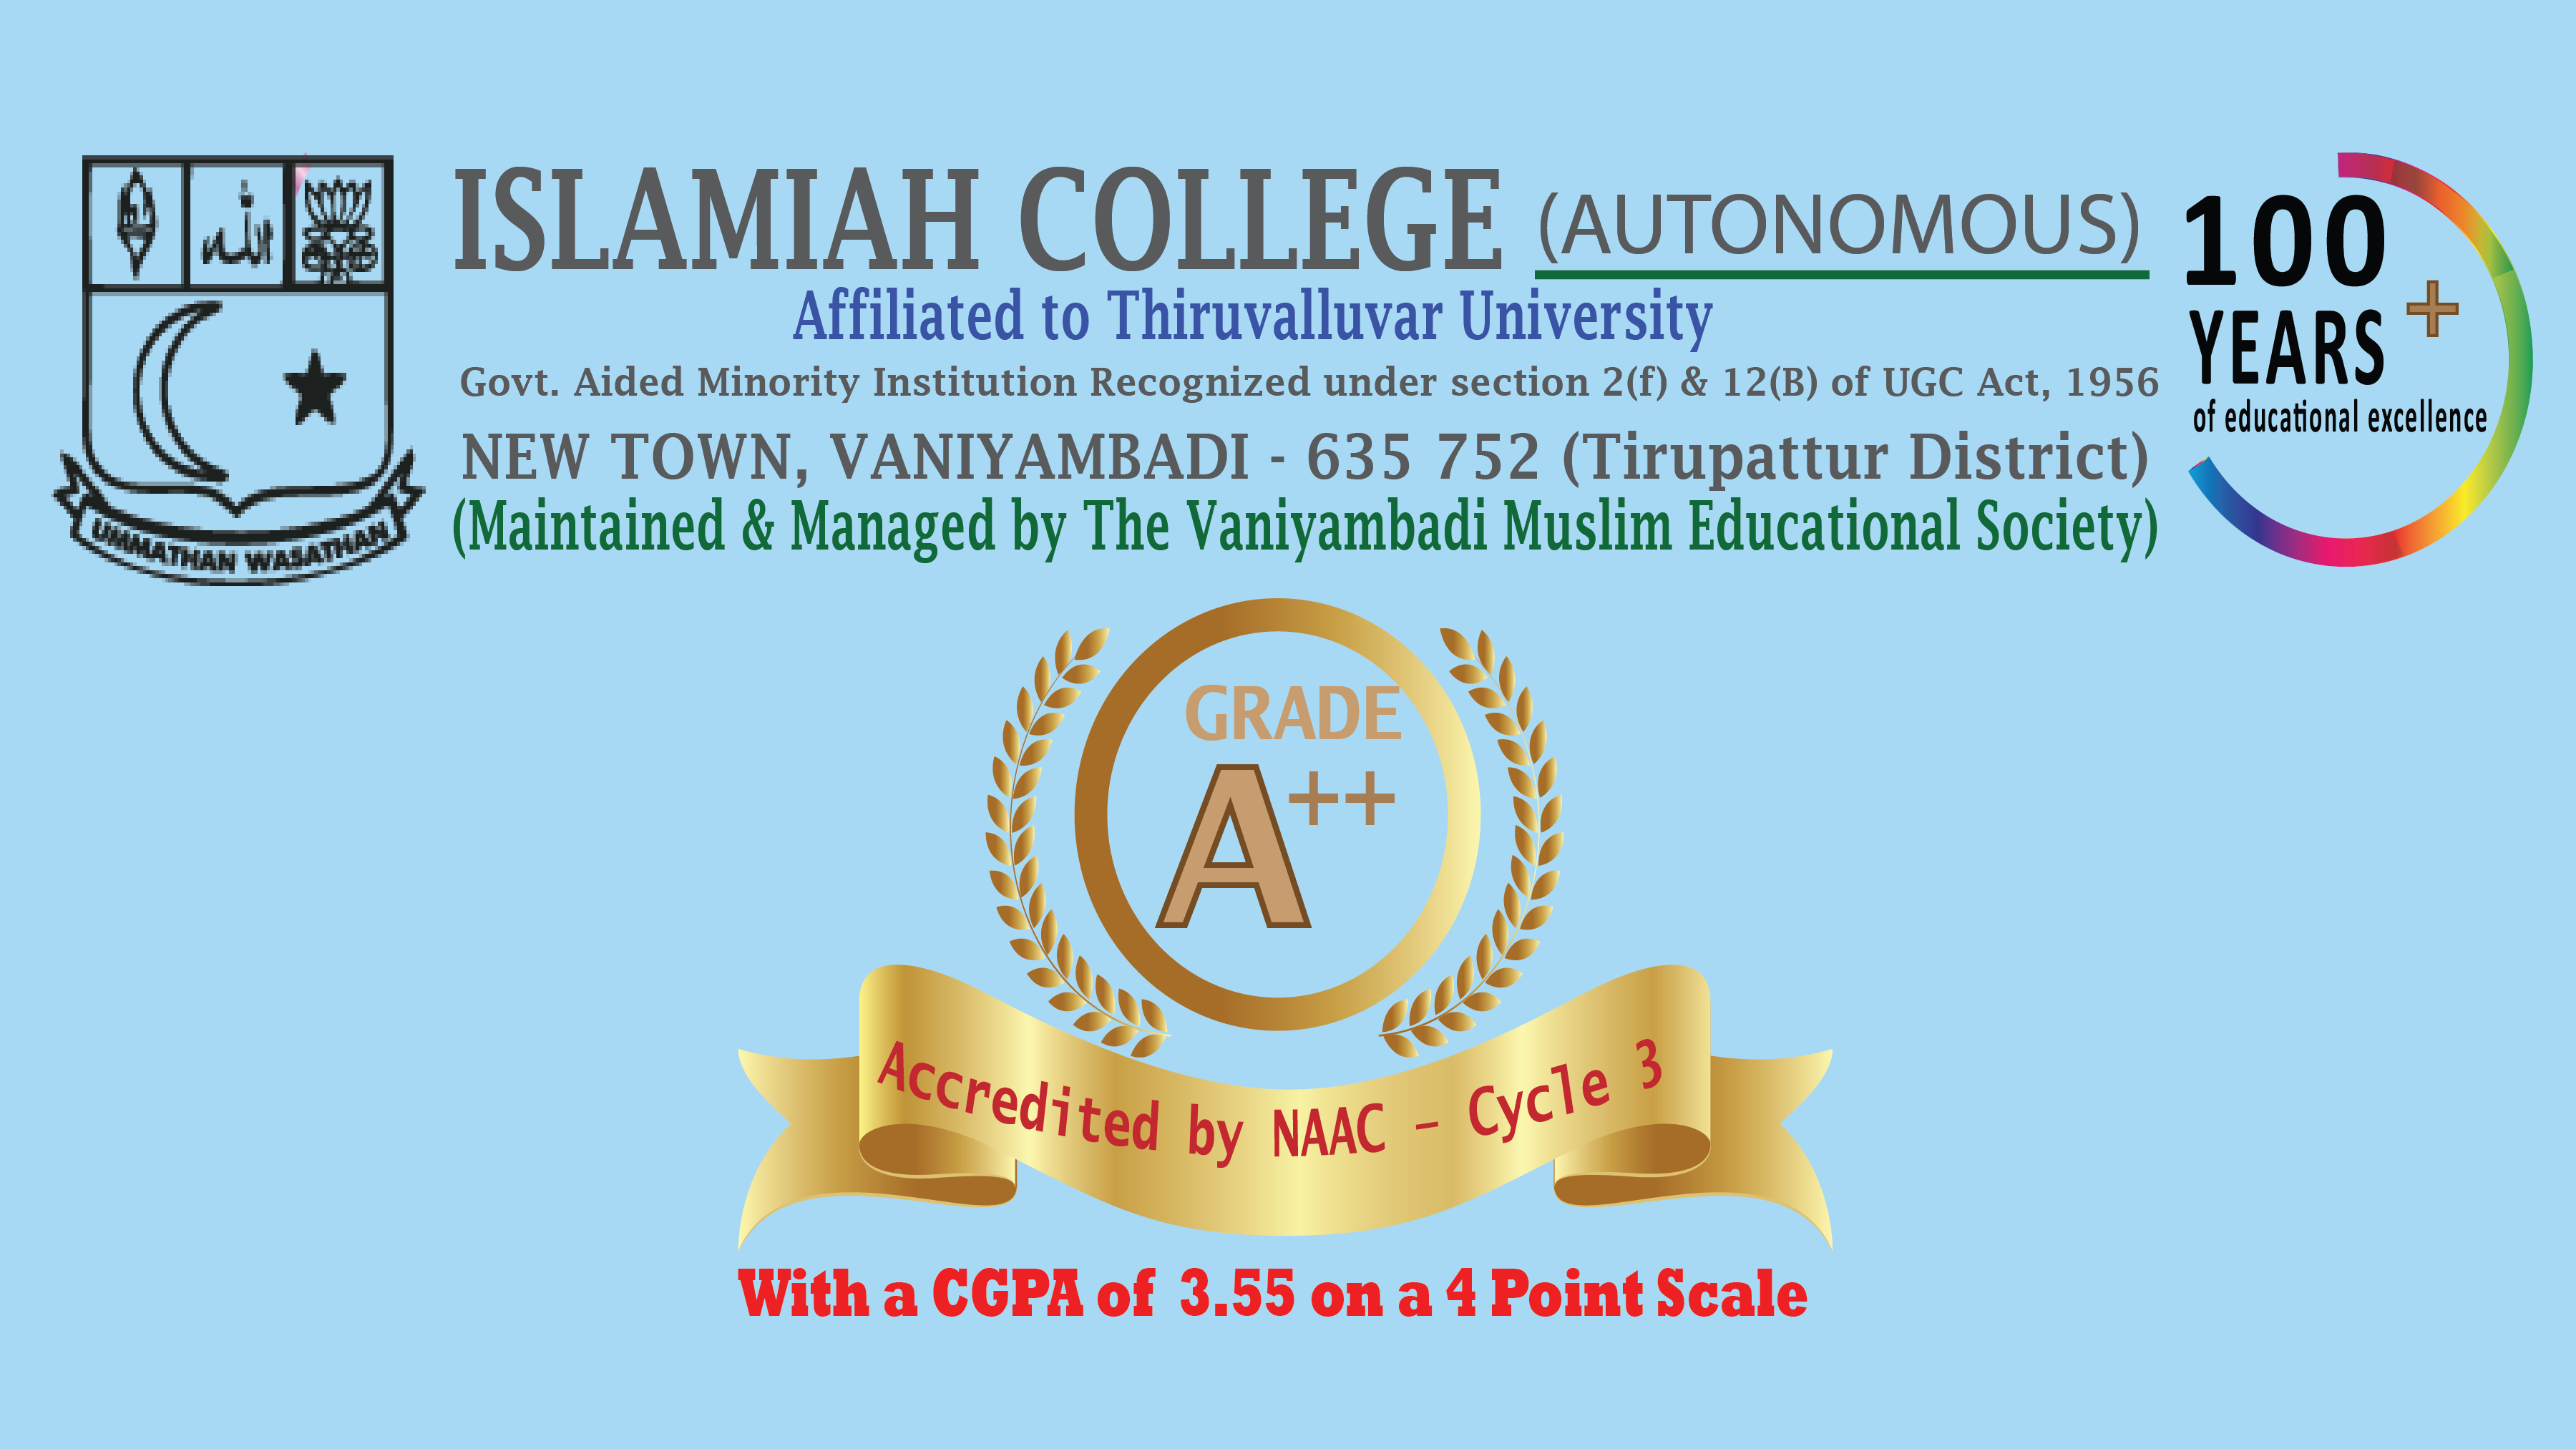 ISLAMIAH COLLEGE (AUTONOMOUS)
Affiliated to Thiruvalluvar University
Govt. Aided Minority Institution Recognized under section 2(f) & 12(B) of UGC Act, 1956
NEW TOWN, VANIYAMBADI - 635 752 (Tirupattur District)
(Maintained & Managed by The Vaniyambadi Muslim Educational Society)
الله
UMMATHAN WASATHAN
100
YEARS +
of educational excellence
GRADE
A++
Accredited by NAAC - Cycle 3
With a CGPA of 3.55 on a 4 Point Scale